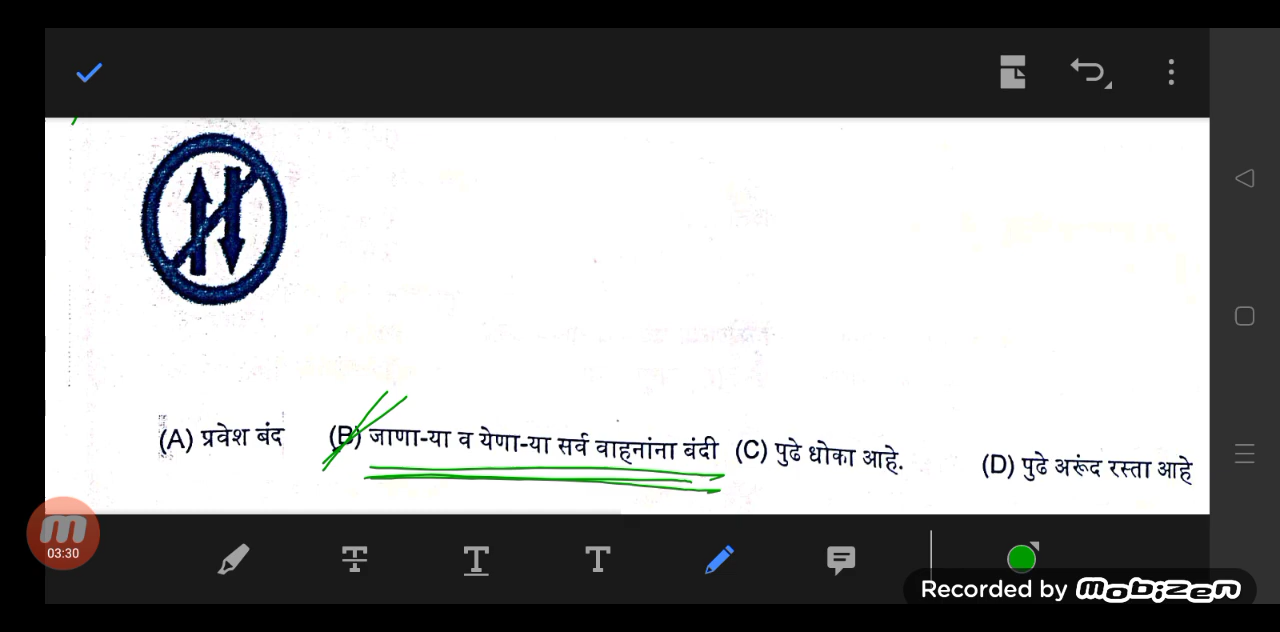 (A) प्रवेश बंद (B) जाणा-या व येणा-या सर्व वाहनांना बंदी (C) पुढे धोका आहे. (D) पुढे अरूंद रस्ता आहे
03:30
T T T
Recorded by Mobizen